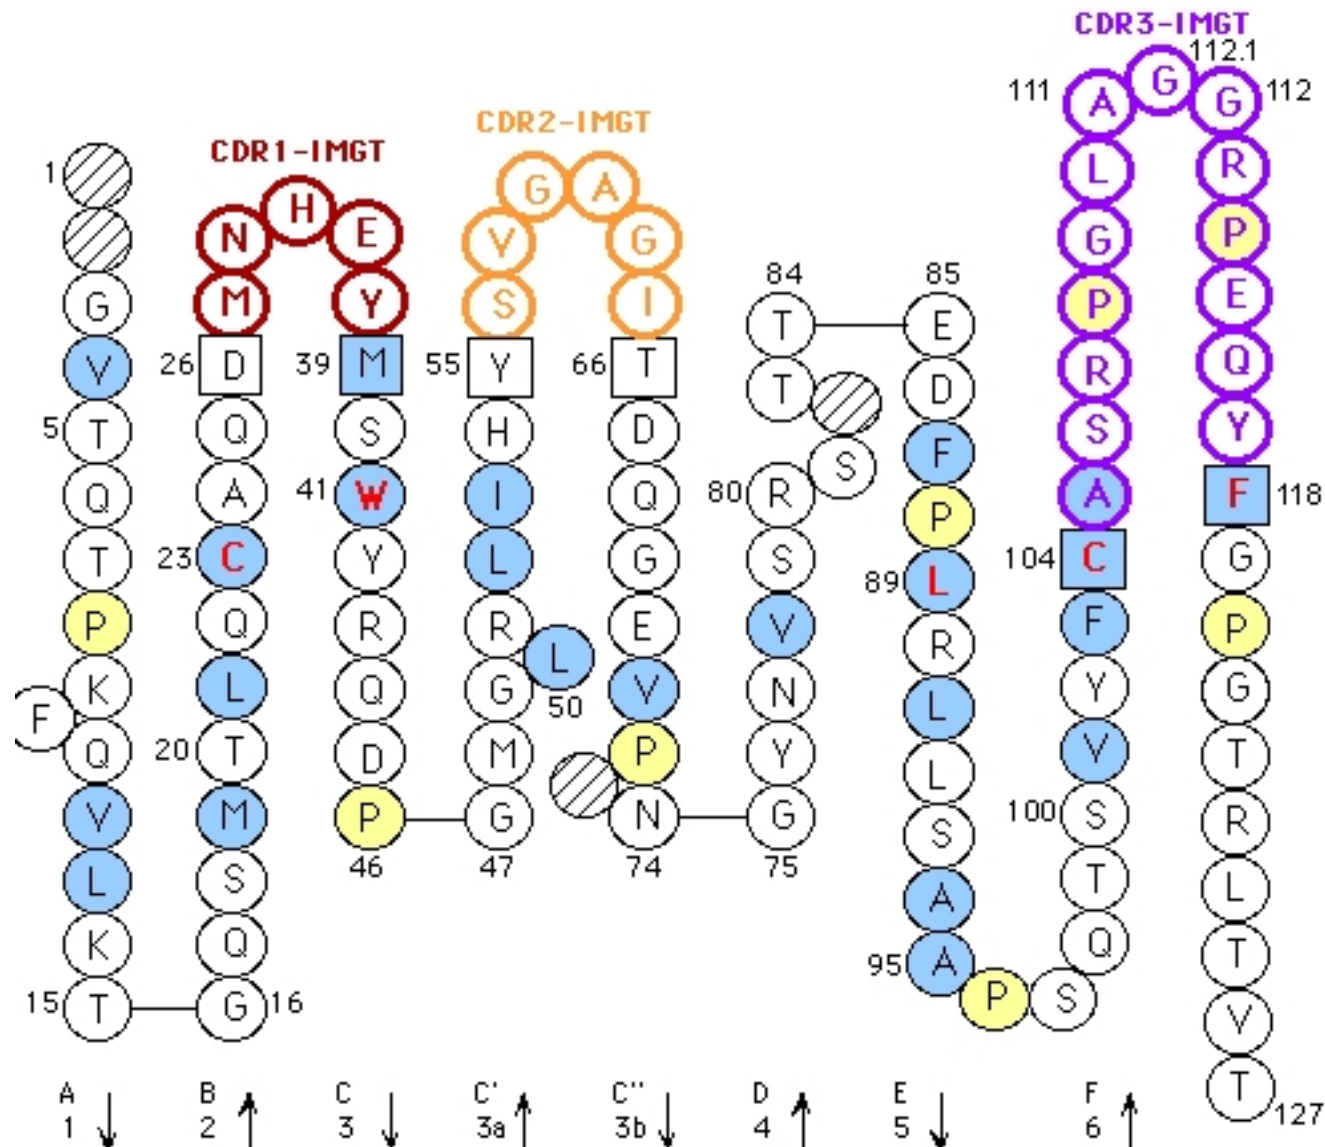 CDR3-IMGT
CDR2-IMGT
CDR1-IMGT
1
G
V
5 T
Q
T
P
K
F
Q
V
L
K
15 T
G 16
Q
S
M
20 T
L
Q
23 C
A
Q
26 D
M
N
H
E
Y
39 M
S
41 W
Y
R
Q
D
P
46
47
G
M
G
L
50
R
L
I
H
55 Y
S
V
G
A
G
I
66 T
D
Q
G
E
V
P
N
74
75
G
Y
N
V
S
80 R
S
T
T
84
85
E
D
F
P
89 L
R
L
L
S
A
95 A
P
S
Q
T
100 S
V
Y
F
104 C
A
S
R
P
G
L
111 A
G 112.1
G 112
R
P
E
Q
Y
F 118
G
P
G
T
R
L
T
V
T 127
A B C C' C'' D E F
1 2 3 3a 3b 4 5 6